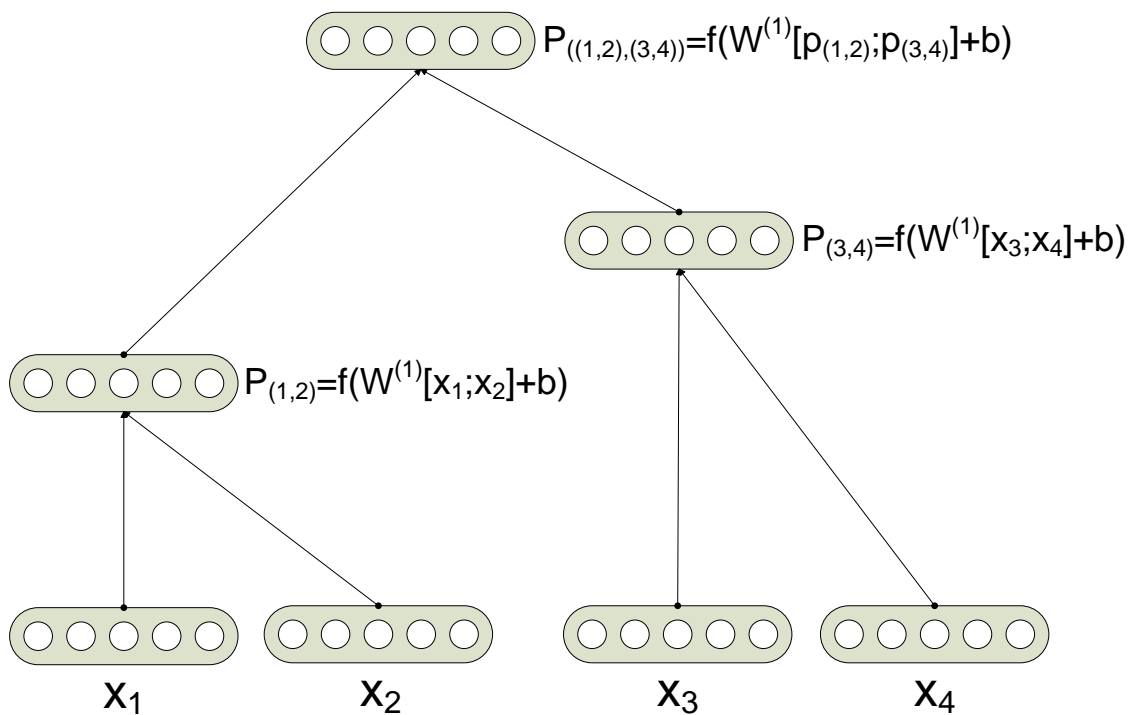 P₍₍₁,₂₎,₍₃,₄₎₎=f(W⁽¹⁾[p₍₁,₂₎;p₍₃,₄₎]+b)
P₍₃,₄₎=f(W⁽¹⁾[x₃;x₄]+b)
P₍₁,₂₎=f(W⁽¹⁾[x₁;x₂]+b)
x₁ x₂ x₃ x₄